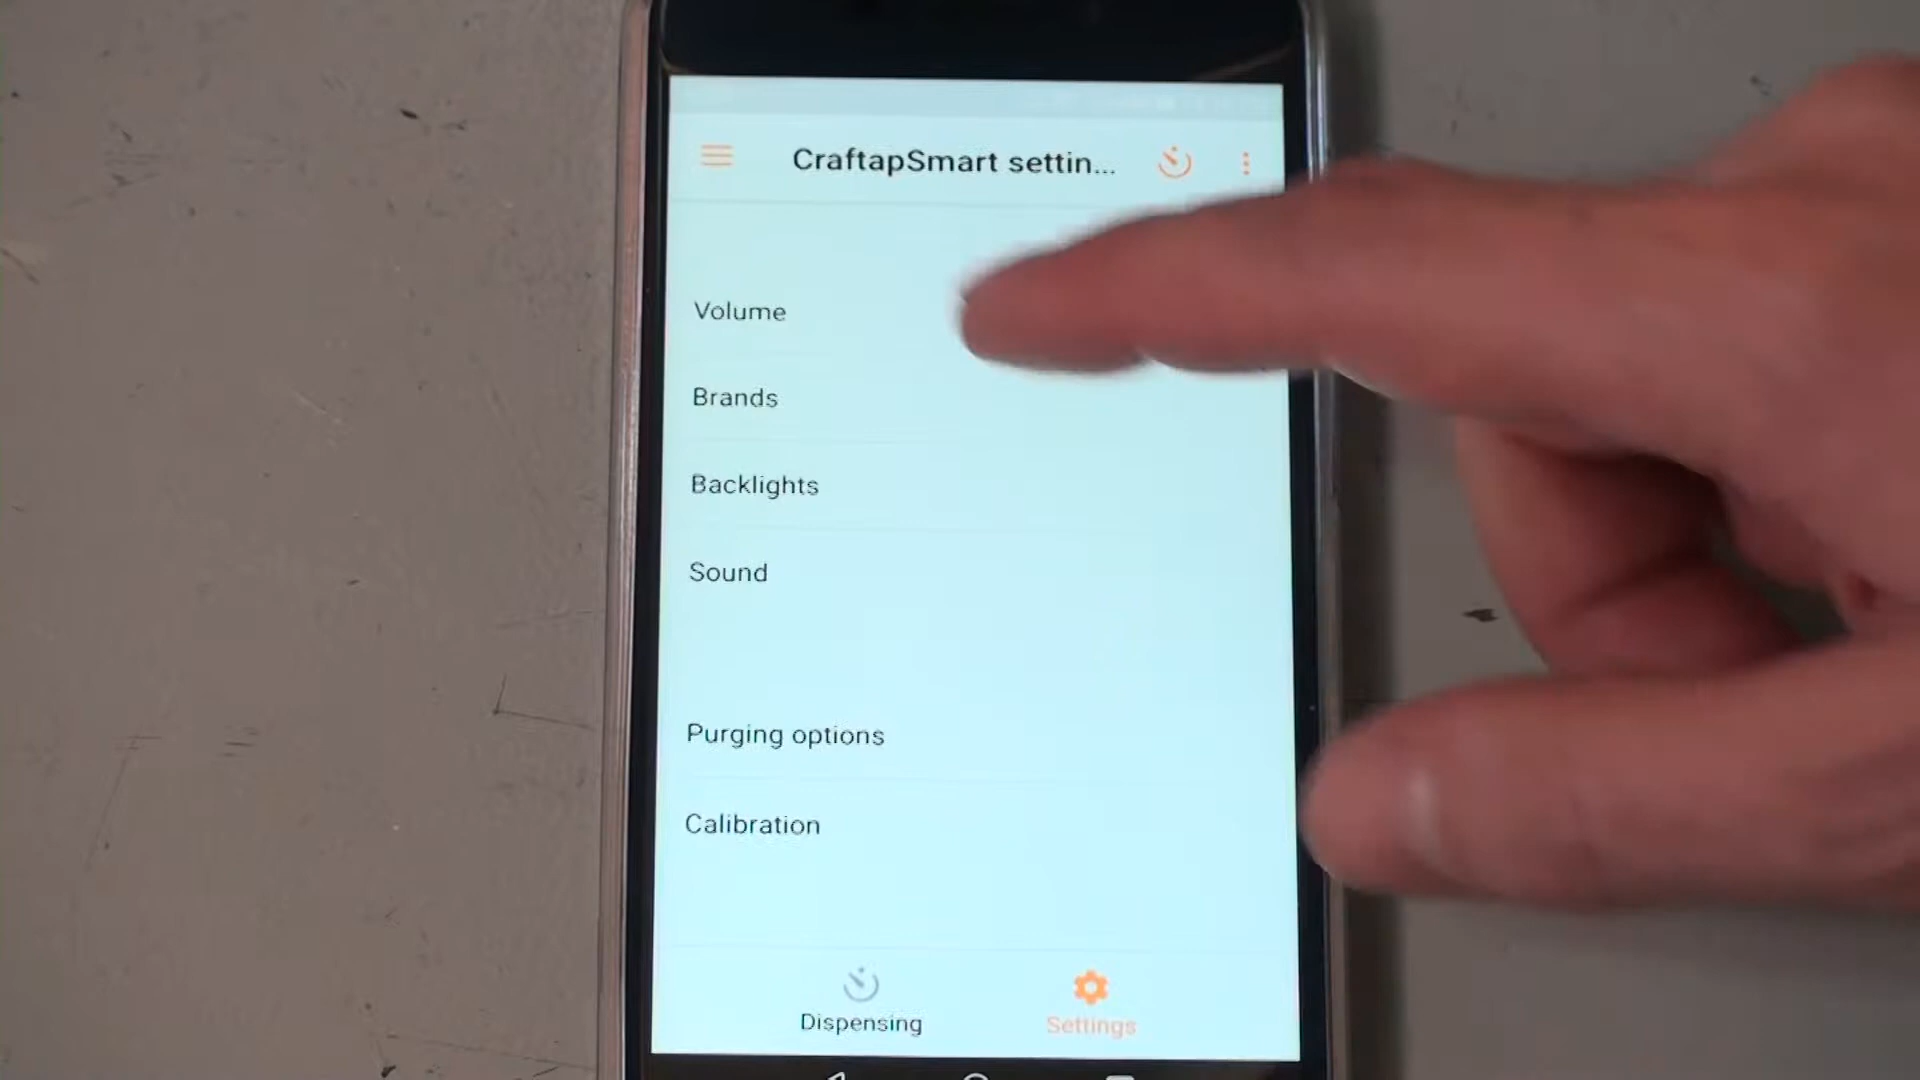 CraftapSmart settin...
Volume
Brands
Backlights
Sound
Purging options
Calibration
Dispensing
Settings